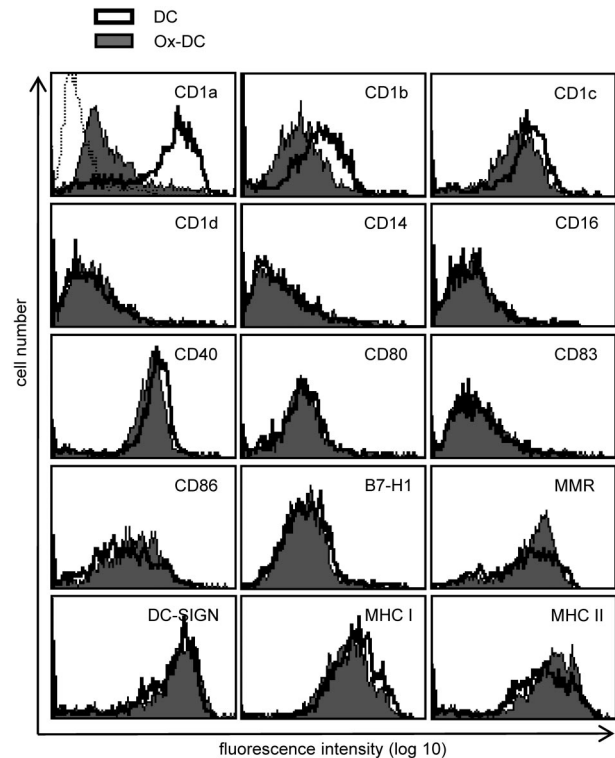 DC
Ox-DC
CD1a
CD1b
CD1c
CD1d
CD14
CD16
CD40
CD80
CD83
CD86
B7-H1
MMR
DC-SIGN
MHC I
MHC II
cell number
fluorescence intensity (log 10)